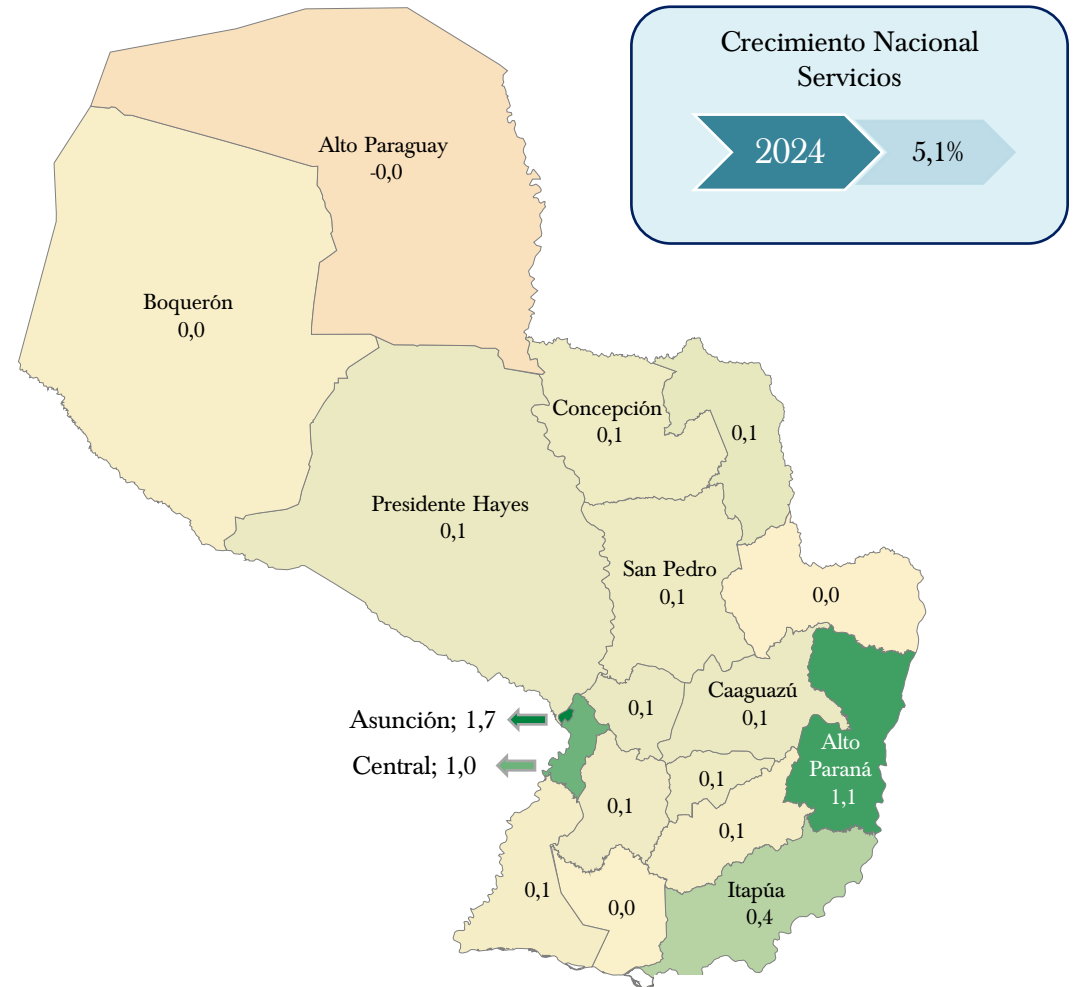 Crecimiento Nacional
Servicios
2024
5,1%
Alto Paraguay
-0,0
Boquerón
0,0
Concepción
0,1
0,1
Presidente Hayes
0,1
San Pedro
0,1
0,0
Caaguazú
0,1
0,1
Asunción; 1,7
Central; 1,0
Alto
Paraná
1,1
0,1
0,1
0,1
Itapúa
0,4
0,1
0,0